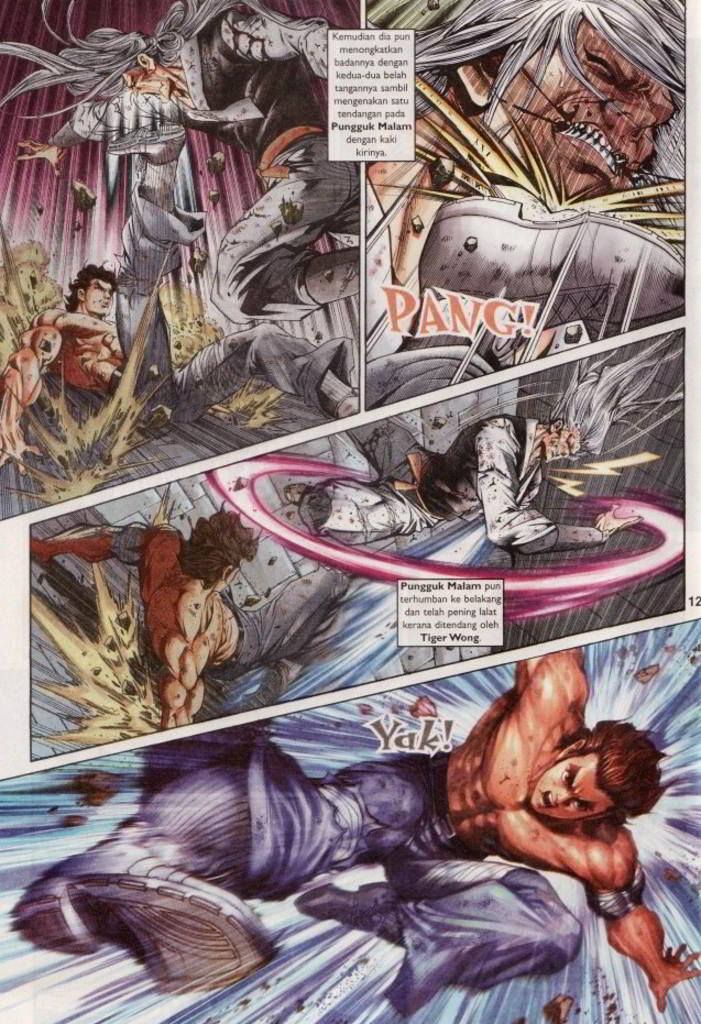 Kemudian dia pun
menongkatkan
badannya dengan
kedua-dua belah
tangannya sambil
mengenakan satu
tendangan pada
Pungguk Malam
dengan kaki
kirinya.
PANG!
Pungguk Malam pun
terhumban ke belakang
dan telah pening lalat
kerana ditendang oleh
Tiger Wong.
12
Yak!